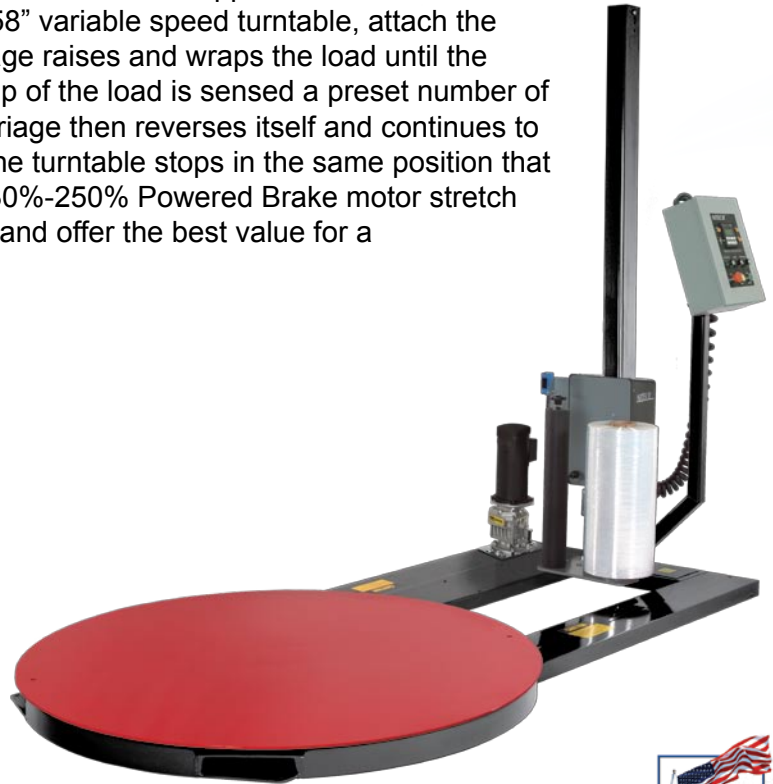 58” variable speed turntable, attach the
ge raises and wraps the load until the
p of the load is sensed a preset number of
riage then reverses itself and continues to
ne turntable stops in the same position that
0%-250% Powered Brake motor stretch
and offer the best value for a